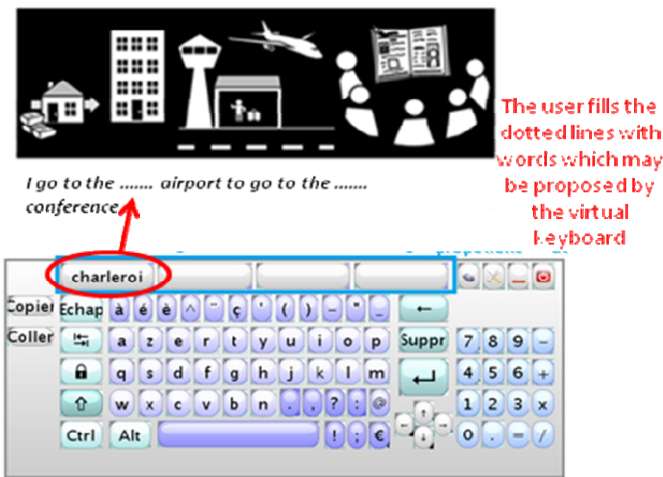 The user fills the
dotted lines with
words which may
be proposed by
the virtual
keyboard
I go to the ....... airport to go to the .......
conference.
charleroi
Copier Echap à é è ^ ¨ ç ' ( ) - " _ ←
Coller a z e r t y u i o p Suppr 7 8 9 -
q s d f g h j k l m 4 5 6 +
w x c v b n . , ? : @ 1 2 3 x
Ctrl Alt ! ; € 0 . = /